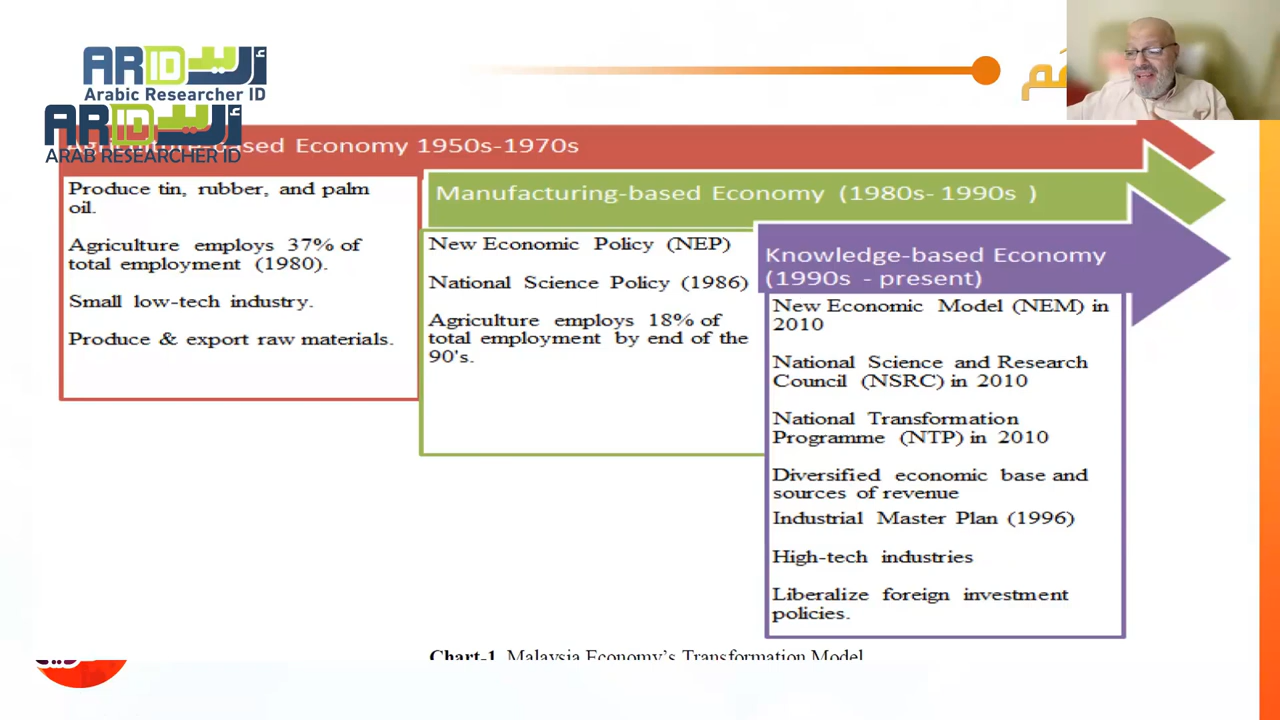 ARID أريد
Arabic Researcher ID
ARID أريد
ARAB RESEARCHER ID
Economy 1950s-1970s
Produce tin, rubber, and palm
oil.
Agriculture employs 37% of
total employment (1980).
Small low-tech industry.
Produce & export raw materials.
Manufacturing-based Economy (1980s- 1990s )
New Economic Policy (NEP)
National Science Policy (1986)
Agriculture employs 18% of
total employment by end of the
90's.
Knowledge-based Economy
(1990s - present)
New Economic Model (NEM) in
2010
National Science and Research
Council (NSRC) in 2010
National Transformation
Programme (NTP) in 2010
Diversified economic base and
sources of revenue
Industrial Master Plan (1996)
High-tech industries
Liberalize foreign investment
policies.
Chart-1 Malaysia Economy's Transformation Model